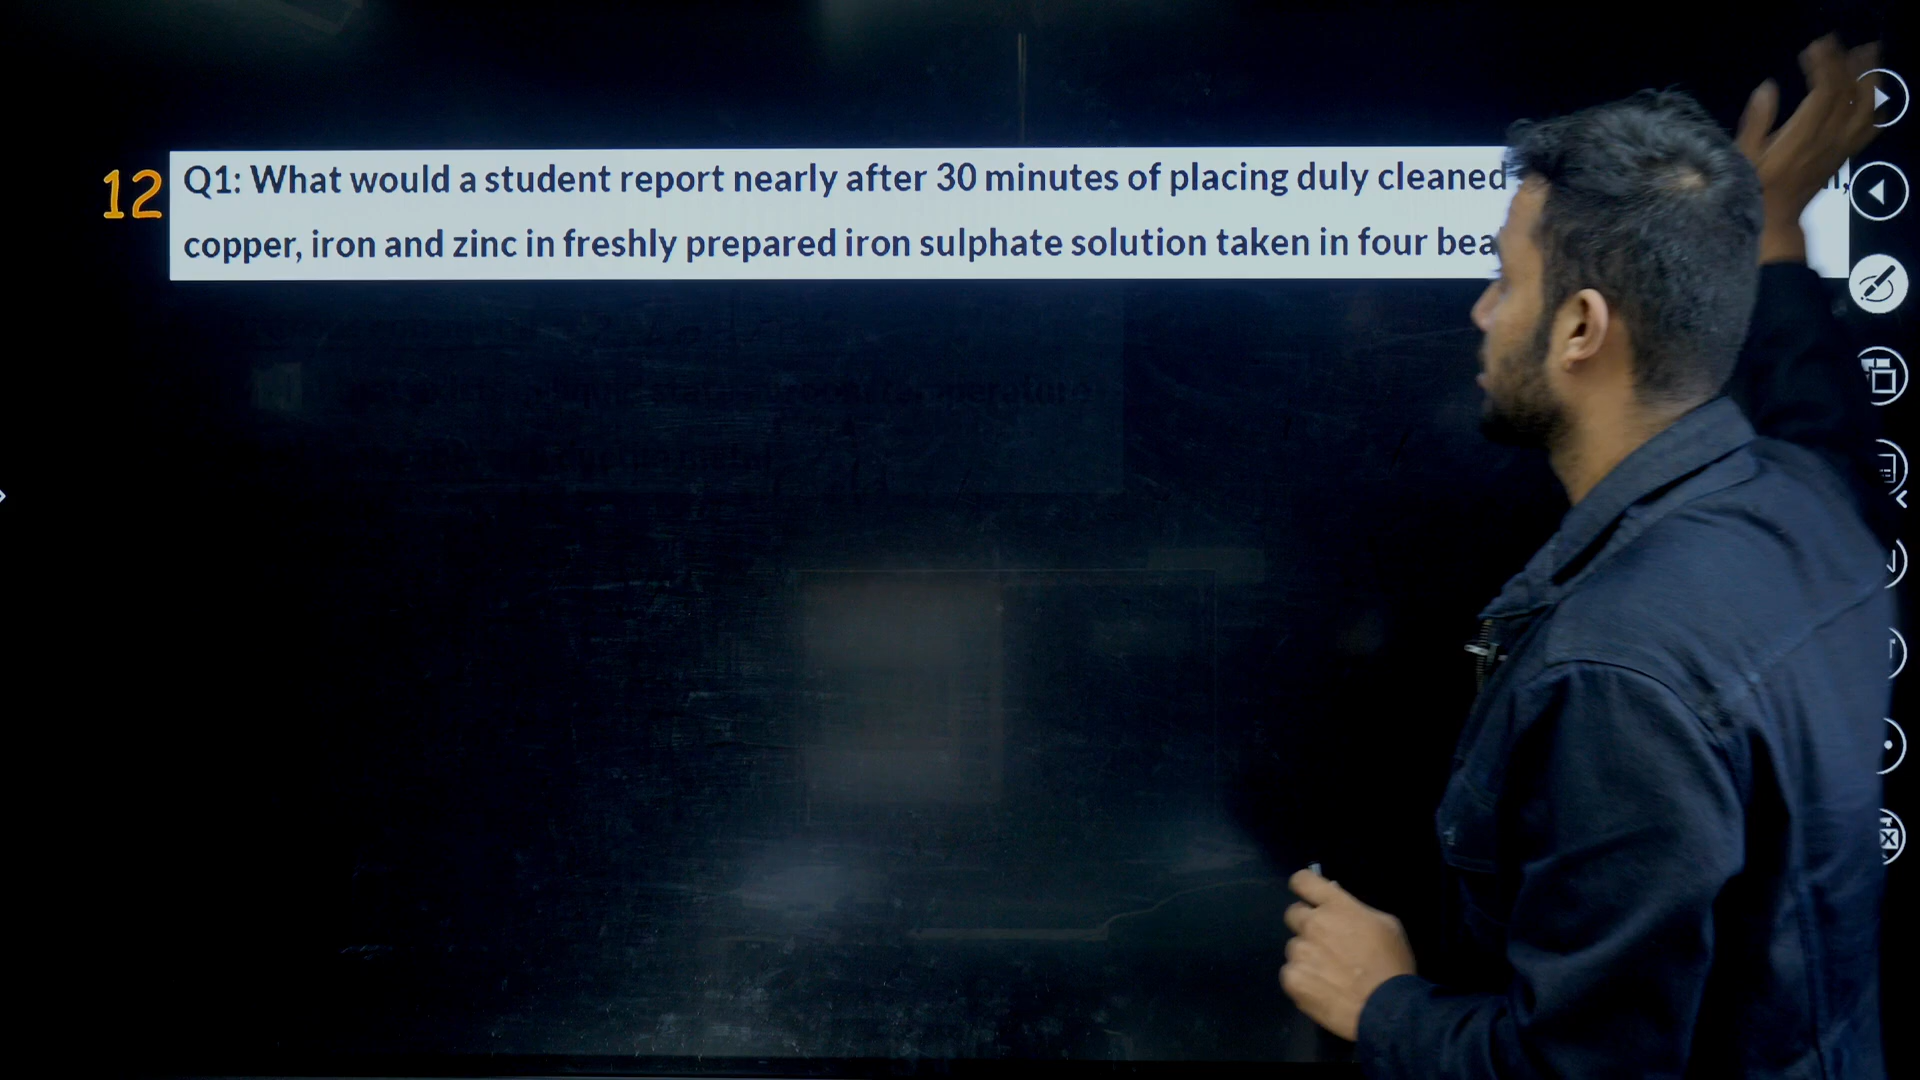 12
Q1: What would a student report nearly after 30 minutes of placing duly cleaned
copper, iron and zinc in freshly prepared iron sulphate solution taken in four